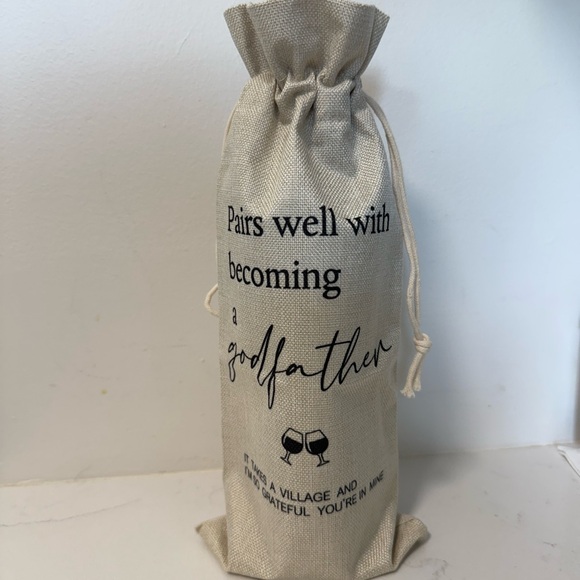 Pairs well with
becoming
a
godfather
IT TAKES A VILLAGE AND
I'M SO GRATEFUL YOU'RE IN MINE